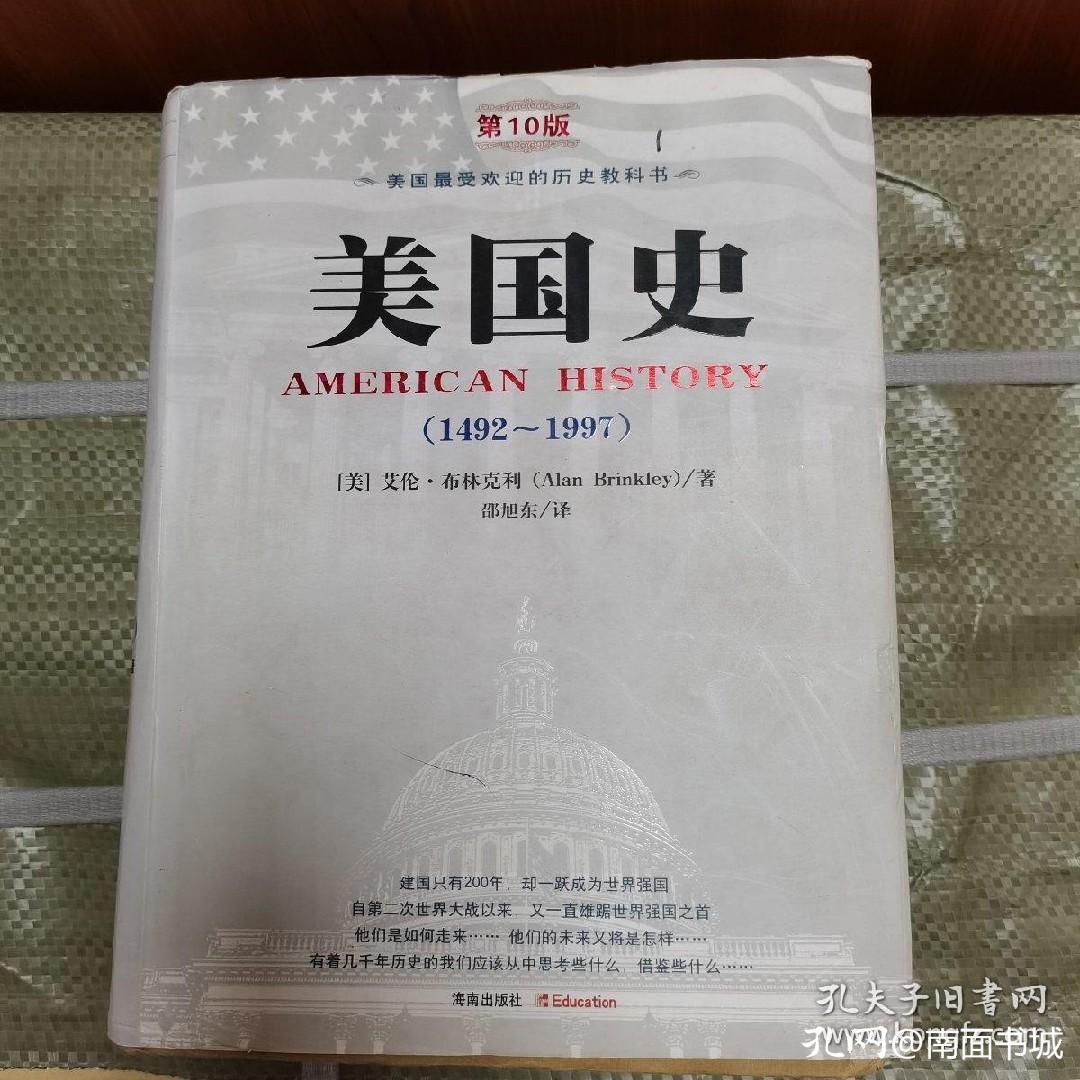 第10版
美国最受欢迎的历史教科书
美国史
AMERICAN HISTORY
(1492~1997)
[美] 艾伦·布林克利 (Alan Brinkley)/著
邵旭东/译
建国只有200年, 却一跃成为世界强国
自第二次世界大战以来, 又一直雄踞世界强国之首
他们是如何走来…… 他们的未来又将是怎样……
有着几千年历史的我们应该从中思考些什么, 借鉴些什么……
海南出版社 Education
孔夫子旧书网
孔网@南面书城